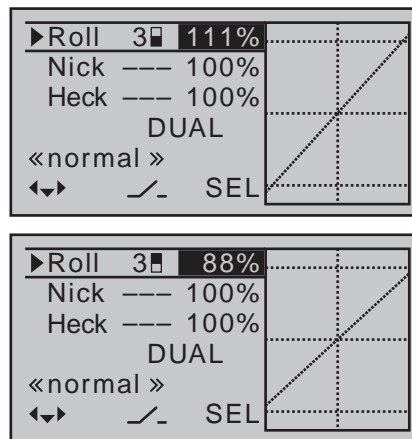 ▶Roll 3 111%
Nick --- 100%
Heck --- 100%
DUAL
«normal »
SEL
▶Roll 3 88%
Nick --- 100%
Heck --- 100%
DUAL
«normal »
SEL